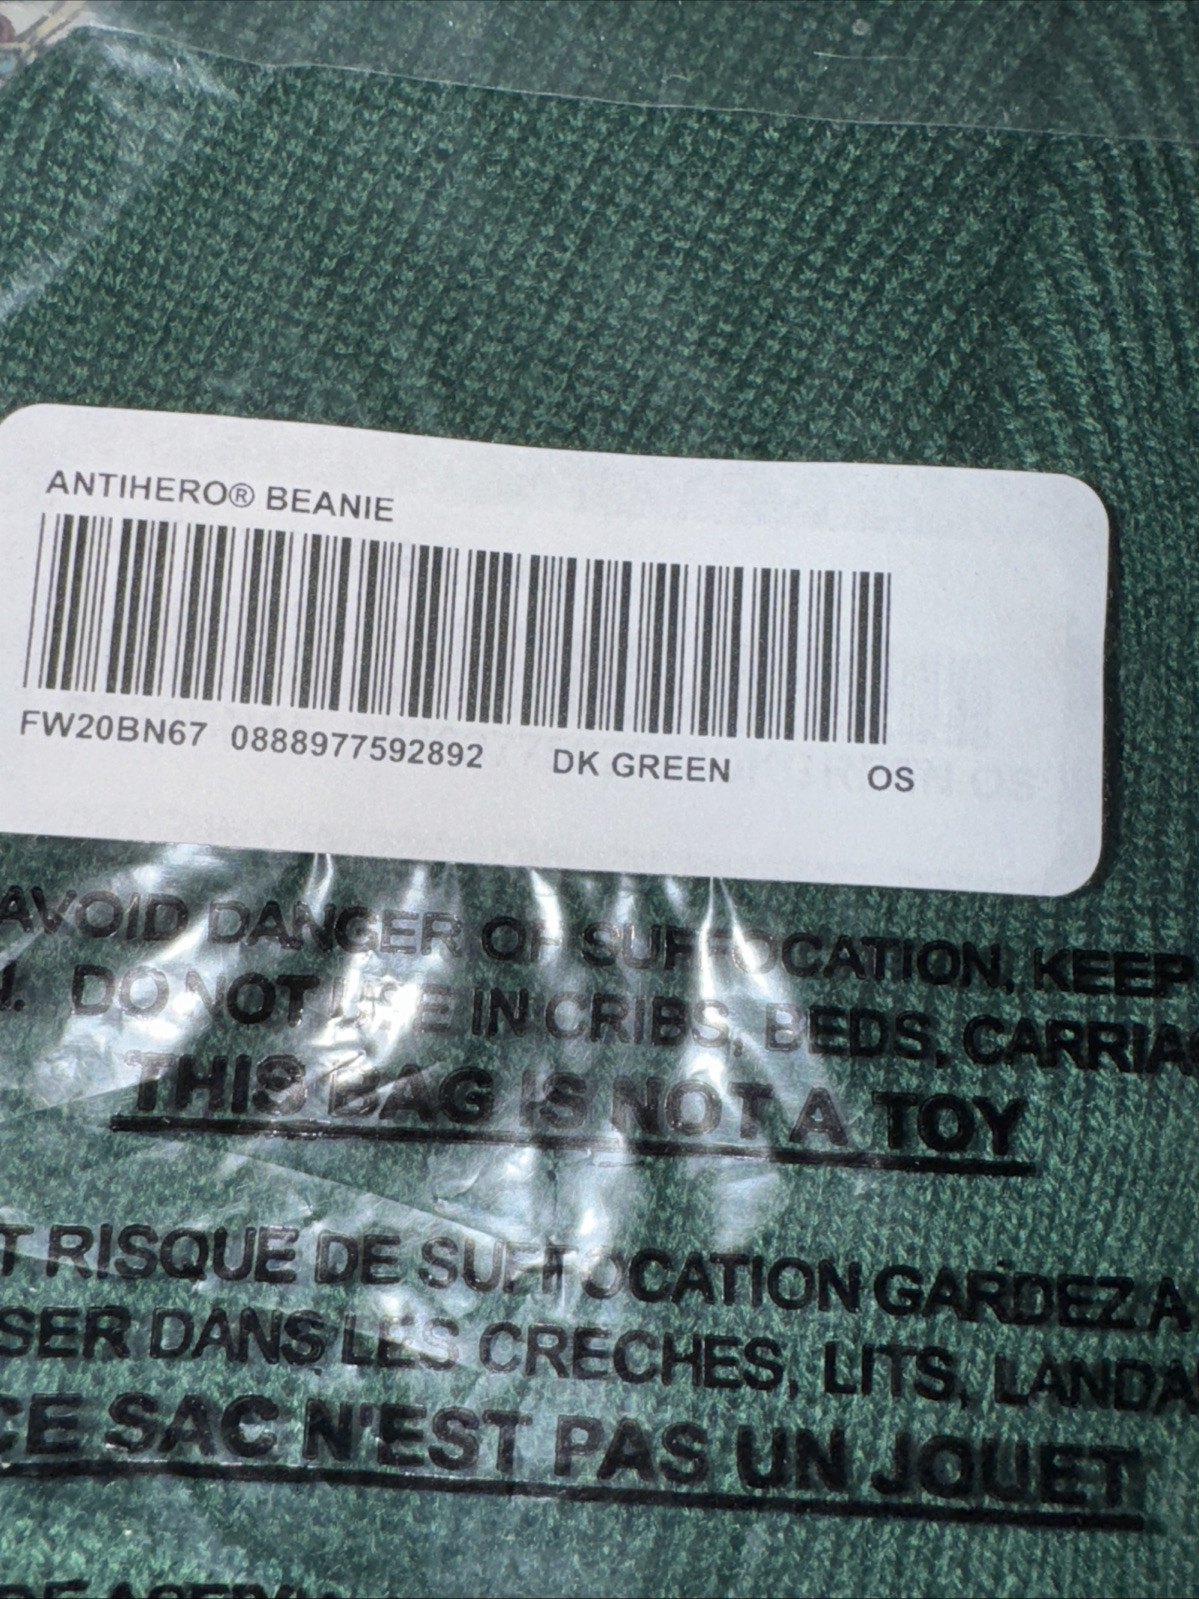 ANTIHERO® BEANIE
FW20BN67 0888977592892 DK GREEN OS
AVOID DANGER OF SUFFOCATION, KEEP
DO NOT USE IN CRIBS, BEDS, CARRIA
THIS BAG IS NOT A TOY
T RISQUE DE SUFFOCATION GARDEZ A
SER DANS LES CRECHES, LITS, LANDA
CE SAC N'EST PAS UN JOUET